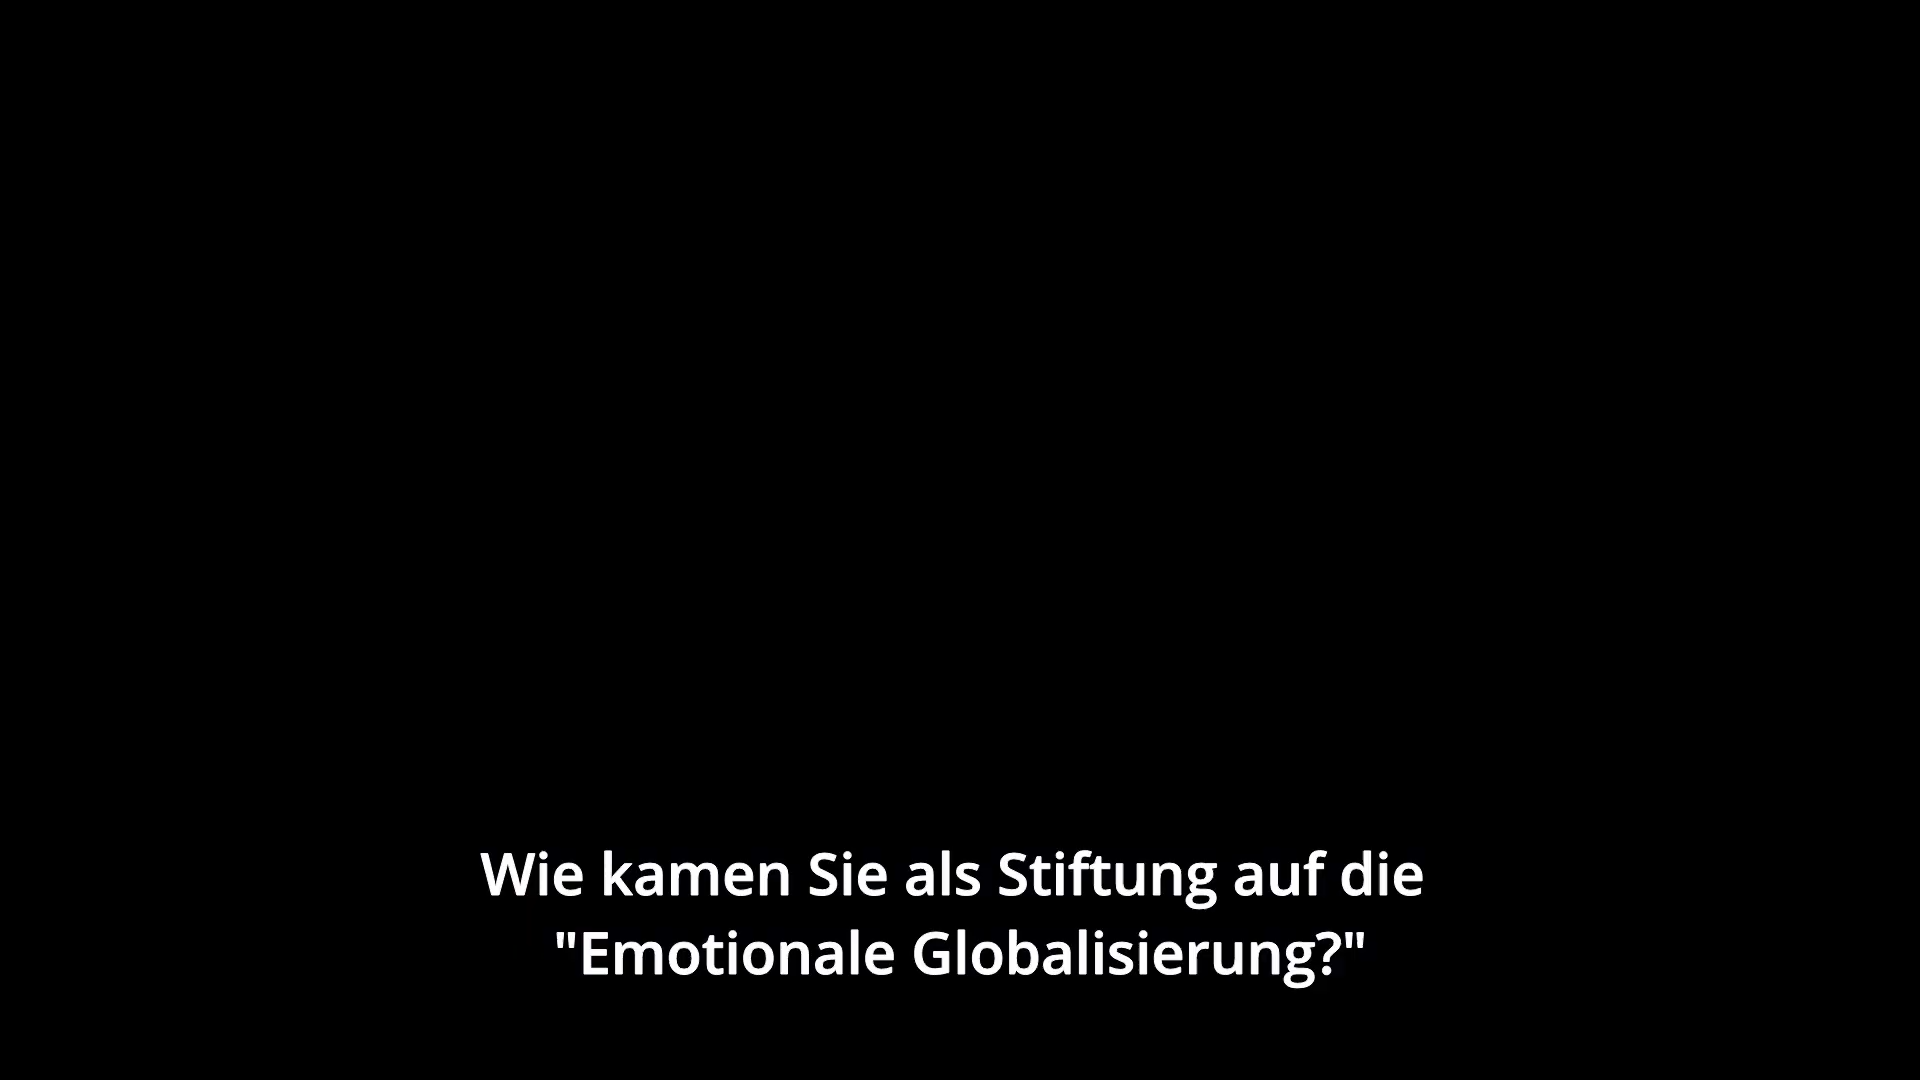 Wie kamen Sie als Stiftung auf die
"Emotionale Globalisierung?"